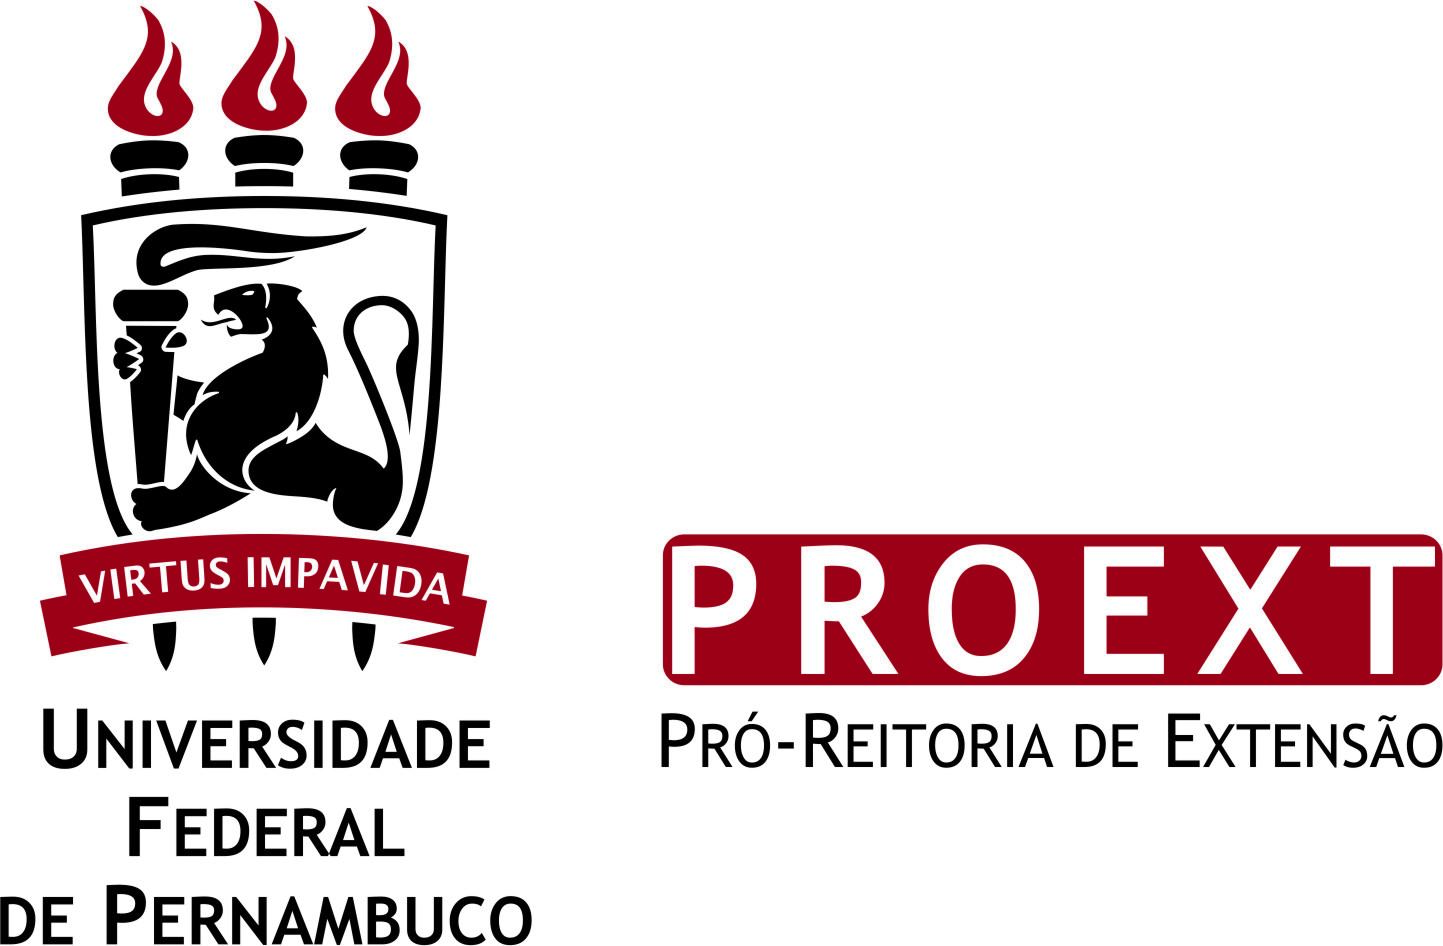 VIRTUS IMPAVIDA
UNIVERSIDADE
FEDERAL
DE PERNAMBUCO
PROEXT
PRÓ-REITORIA DE EXTENSÃO